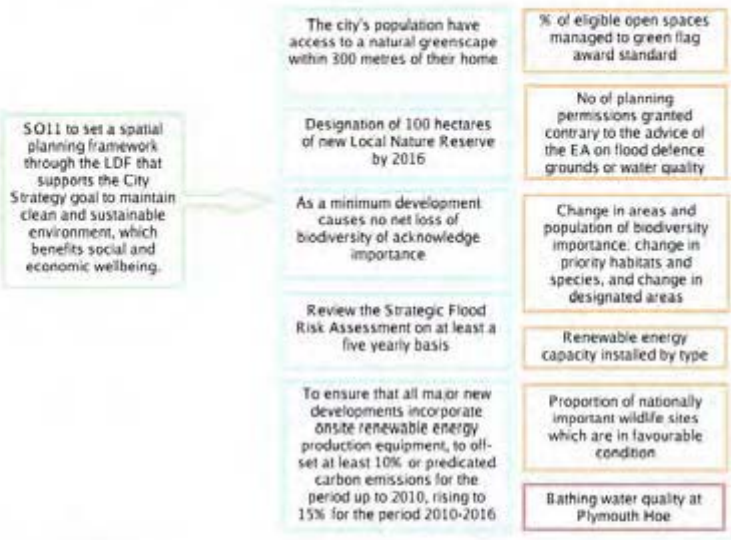 SO11 to set a spatial
planning framework
through the LDF that
supports the City
Strategy goal to maintain
clean and sustainable
environment, which
benefits social and
economic wellbeing.
The city's population have
access to a natural greenscape
within 300 metres of their home
Designation of 100 hectares
of new Local Nature Reserve
by 2016
As a minimum development
causes no net loss of
biodiversity of acknowledge
importance
Review the Strategic Flood
Risk Assessment on at least a
five yearly basis
To ensure that all major new
developments incorporate
onsite renewable energy
production equipment, to off-
set at least 10% or predicated
carbon emissions for the
period up to 2010, rising to
15% for the period 2010-2016
% of eligible open spaces
managed to green flag
award standard
No of planning
permissions granted
contrary to the advice of
the EA on flood defence
grounds or water quality
Change in areas and
population of biodiversity
importance: change in
priority habitats and
species, and change in
designated areas
Renewable energy
capacity installed by type
Proportion of nationally
important wildlife sites
which are in favourable
condition
Bathing water quality at
Plymouth Hoe